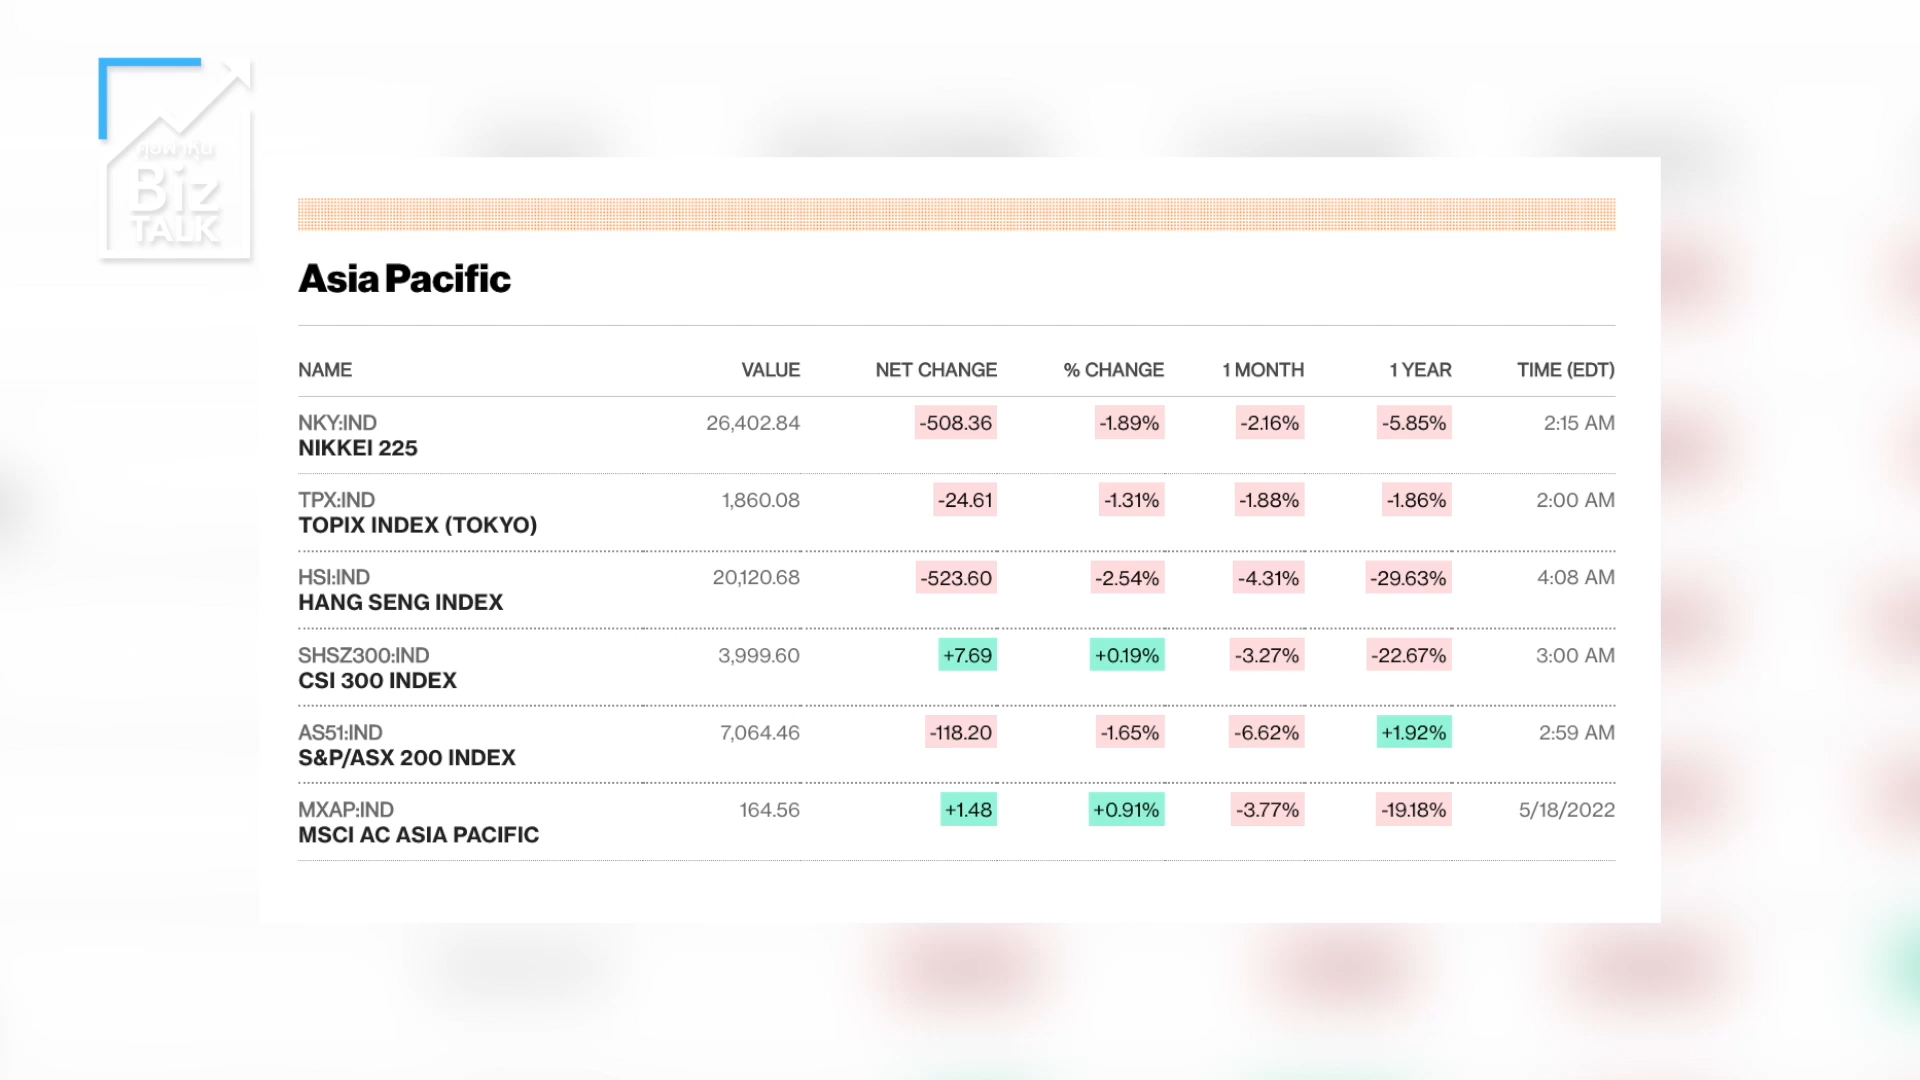 คุยผ่าหุ้น
Biz
TALK
Asia Pacific
NAME VALUE NET CHANGE % CHANGE 1 MONTH 1 YEAR TIME (EDT)
NKY:IND 26,402.84 -508.36 -1.89% -2.16% -5.85% 2:15 AM
NIKKEI 225
TPX:IND 1,860.08 -24.61 -1.31% -1.88% -1.86% 2:00 AM
TOPIX INDEX (TOKYO)
HSI:IND 20,120.68 -523.60 -2.54% -4.31% -29.63% 4:08 AM
HANG SENG INDEX
SHSZ300:IND 3,999.60 +7.69 +0.19% -3.27% -22.67% 3:00 AM
CSI 300 INDEX
AS51:IND 7,064.46 -118.20 -1.65% -6.62% +1.92% 2:59 AM
S&P/ASX 200 INDEX
MXAP:IND 164.56 +1.48 +0.91% -3.77% -19.18% 5/18/2022
MSCI AC ASIA PACIFIC